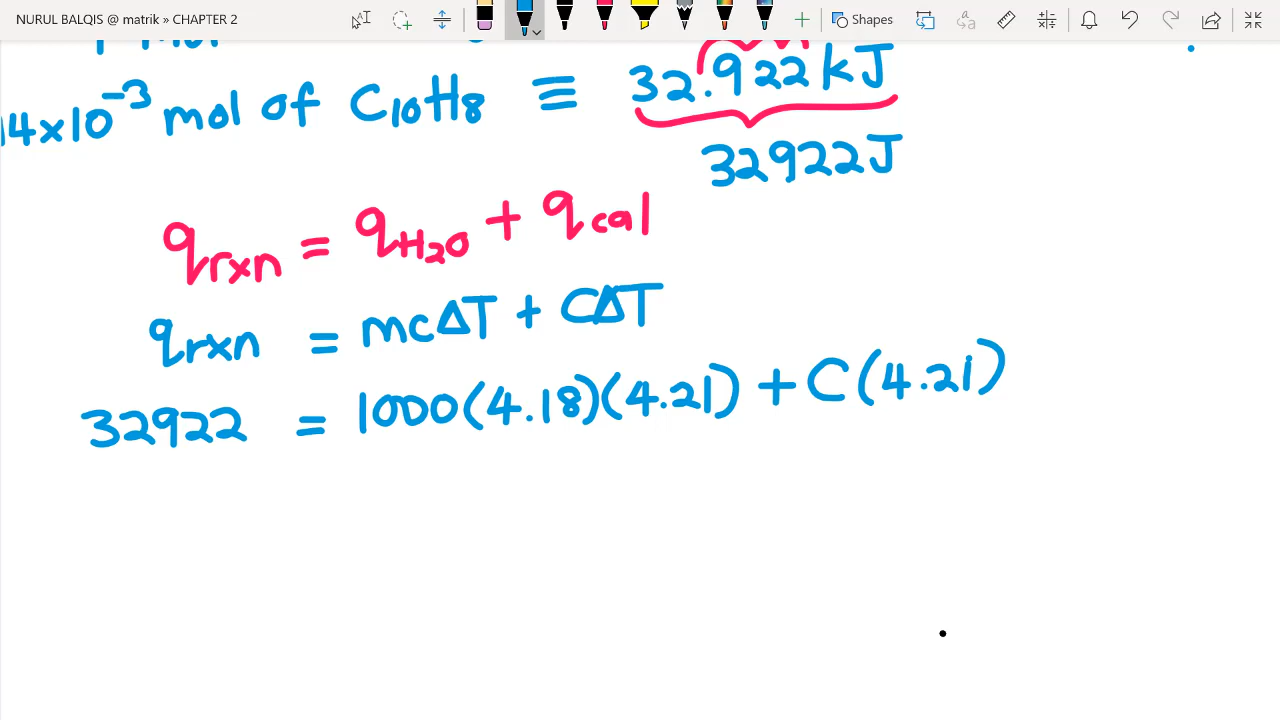 NURUL BALQIS @ matrik » CHAPTER 2
Shapes
14x10⁻³ mol of C₁₀H₈ ≡ 32.922 kJ
32922J
qrxn = qH₂O + qcal
qrxn = mcΔT + CΔT
32922 = 1000(4.18)(4.21) + C(4.21)